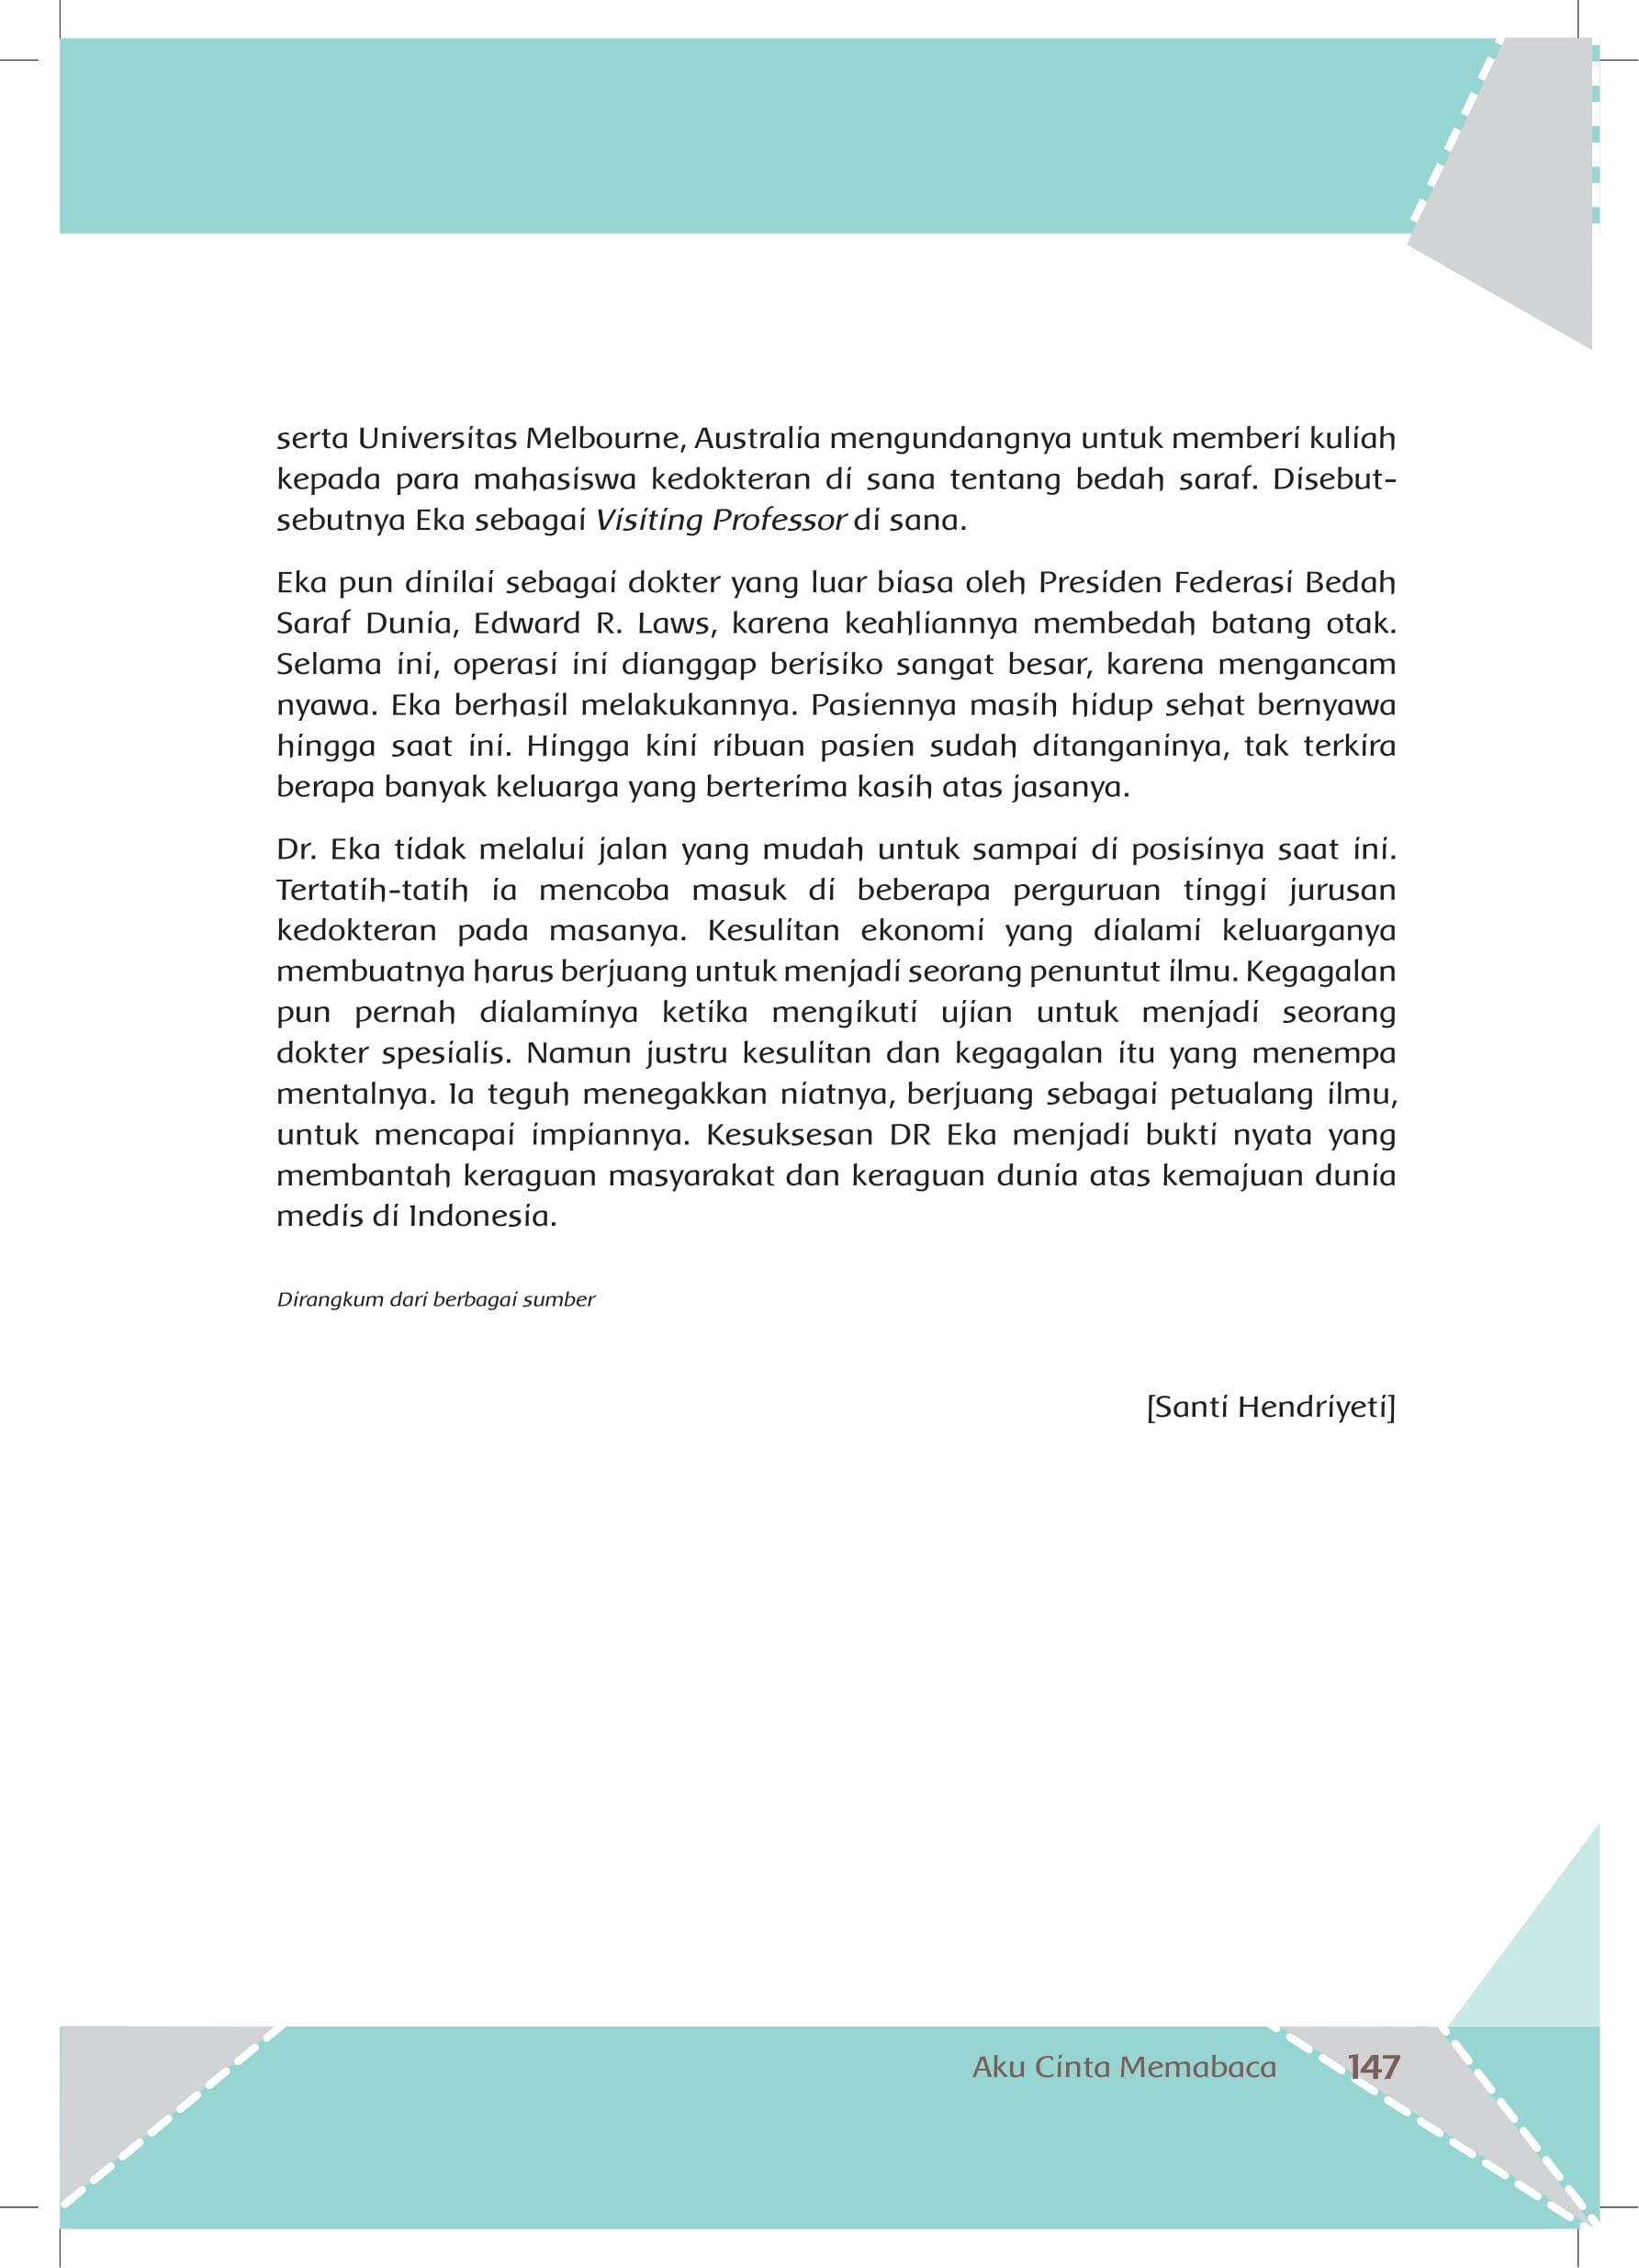 serta Universitas Melbourne, Australia mengundangnya untuk memberi kuliah
kepada para mahasiswa kedokteran di sana tentang bedah saraf. Disebut-
sebutnya Eka sebagai Visiting Professor di sana.
Eka pun dinilai sebagai dokter yang luar biasa oleh Presiden Federasi Bedah
Saraf Dunia, Edward R. Laws, karena keahliannya membedah batang otak.
Selama ini, operasi ini dianggap berisiko sangat besar, karena mengancam
nyawa. Eka berhasil melakukannya. Pasiennya masih hidup sehat bernyawa
hingga saat ini. Hingga kini ribuan pasien sudah ditanganinya, tak terkira
berapa banyak keluarga yang berterima kasih atas jasanya.
Dr. Eka tidak melalui jalan yang mudah untuk sampai di posisinya saat ini.
Tertatih-tatih ia mencoba masuk di beberapa perguruan tinggi jurusan
kedokteran pada masanya. Kesulitan ekonomi yang dialami keluarganya
membuatnya harus berjuang untuk menjadi seorang penuntut ilmu. Kegagalan
pun pernah dialaminya ketika mengikuti ujian untuk menjadi seorang
dokter spesialis. Namun justru kesulitan dan kegagalan itu yang menempa
mentalnya. Ia teguh menegakkan niatnya, berjuang sebagai petualang ilmu,
untuk mencapai impiannya. Kesuksesan DR Eka menjadi bukti nyata yang
membantah keraguan masyarakat dan keraguan dunia atas kemajuan dunia
medis di Indonesia.
Dirangkum dari berbagai sumber
[Santi Hendriyeti]
Aku Cinta Memabaca 147